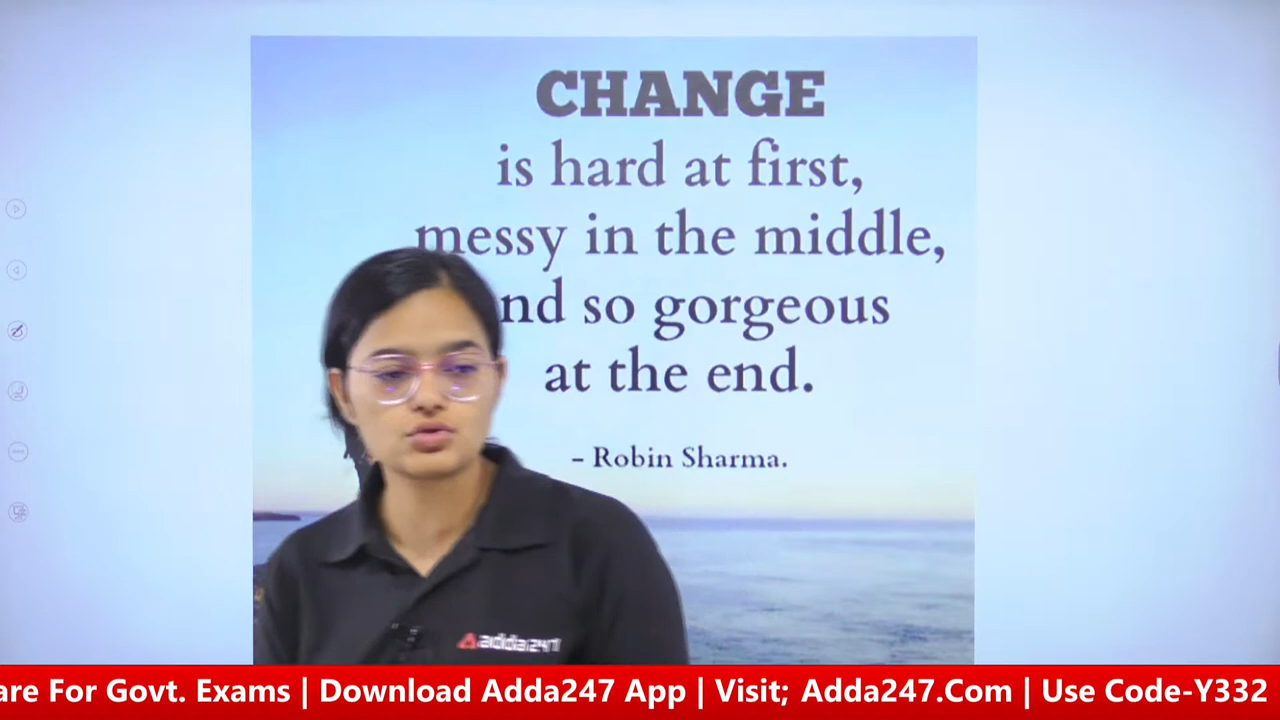 CHANGE
is hard at first,
messy in the middle,
nd so gorgeous
at the end.
– Robin Sharma.
adda247
are For Govt. Exams | Download Adda247 App | Visit; Adda247.Com | Use Code-Y332